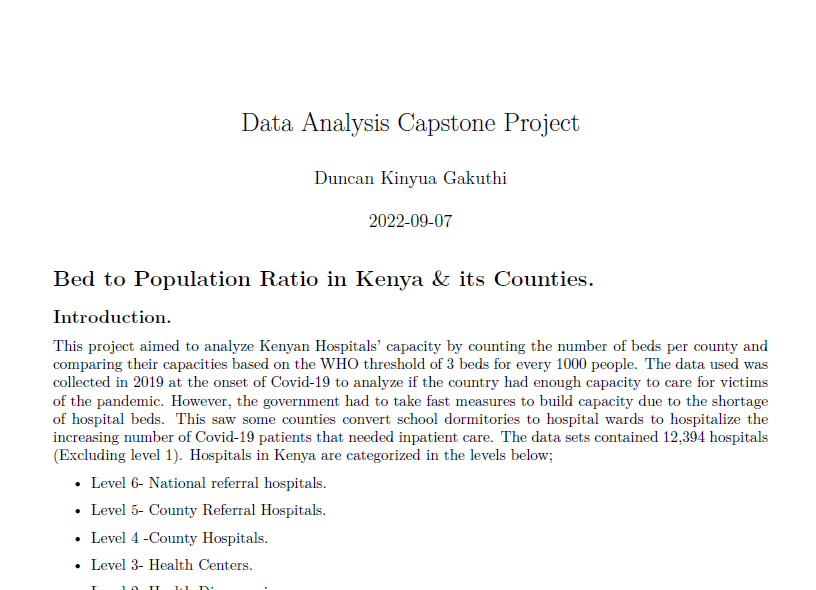 Data Analysis Capstone Project
Duncan Kinyua Gakuthi
2022-09-07
Bed to Population Ratio in Kenya & its Counties.
Introduction.
This project aimed to analyze Kenyan Hospitals' capacity by counting the number of beds per county and
comparing their capacities based on the WHO threshold of 3 beds for every 1000 people. The data used was
collected in 2019 at the onset of Covid-19 to analyze if the country had enough capacity to care for victims
of the pandemic. However, the government had to take fast measures to build capacity due to the shortage
of hospital beds. This saw some counties convert school dormitories to hospital wards to hospitalize the
increasing number of Covid-19 patients that needed inpatient care. The data sets contained 12,394 hospitals
(Excluding level 1). Hospitals in Kenya are categorized in the levels below;
• Level 6- National referral hospitals.
• Level 5- County Referral Hospitals.
• Level 4 -County Hospitals.
• Level 3- Health Centers.